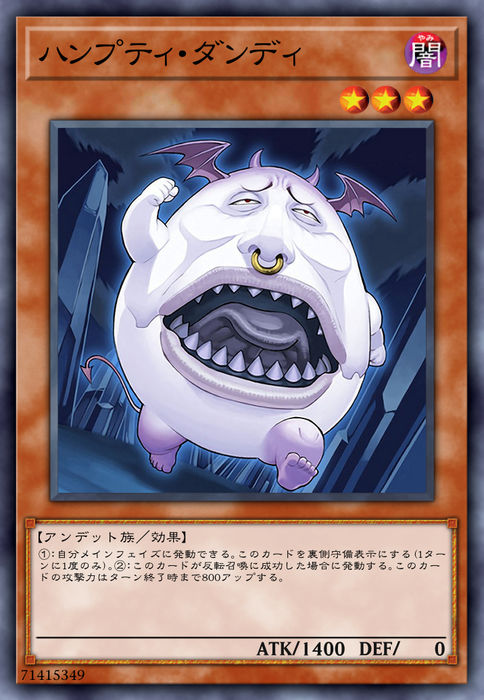 ハンプティ・ダンディ
やみ
闇
【アンデット族／効果】
①：自分メインフェイズに発動できる。このカードを裏側守備表示にする(1ターン
に1度のみ)。②：このカードが反転召喚に成功した場合に発動する。このカー
ドの攻撃力はターン終了時まで800アップする。
ATK/1400 DEF/ 0
71415349